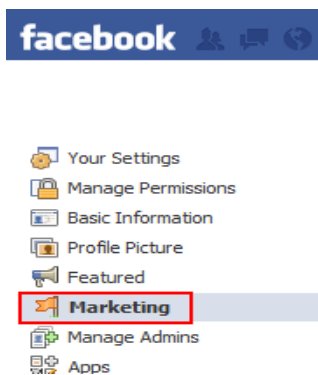 facebook
Your Settings
Manage Permissions
Basic Information
Profile Picture
Featured
Marketing
Manage Admins
Apps